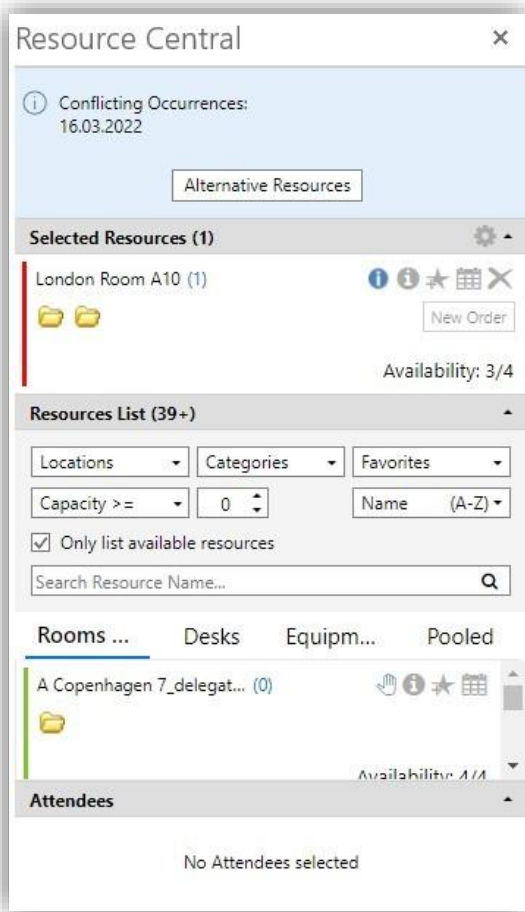 Resource Central
Conflicting Occurrences:
16.03.2022
Alternative Resources
Selected Resources (1)
London Room A10 (1)
New Order
Availability: 3/4
Resources List (39+)
Locations Categories Favorites
Capacity >= 0 Name (A-Z)
Only list available resources
Search Resource Name...
Rooms ... Desks Equipm... Pooled
A Copenhagen 7_delegat... (0)
Availability: 4/4
Attendees
No Attendees selected